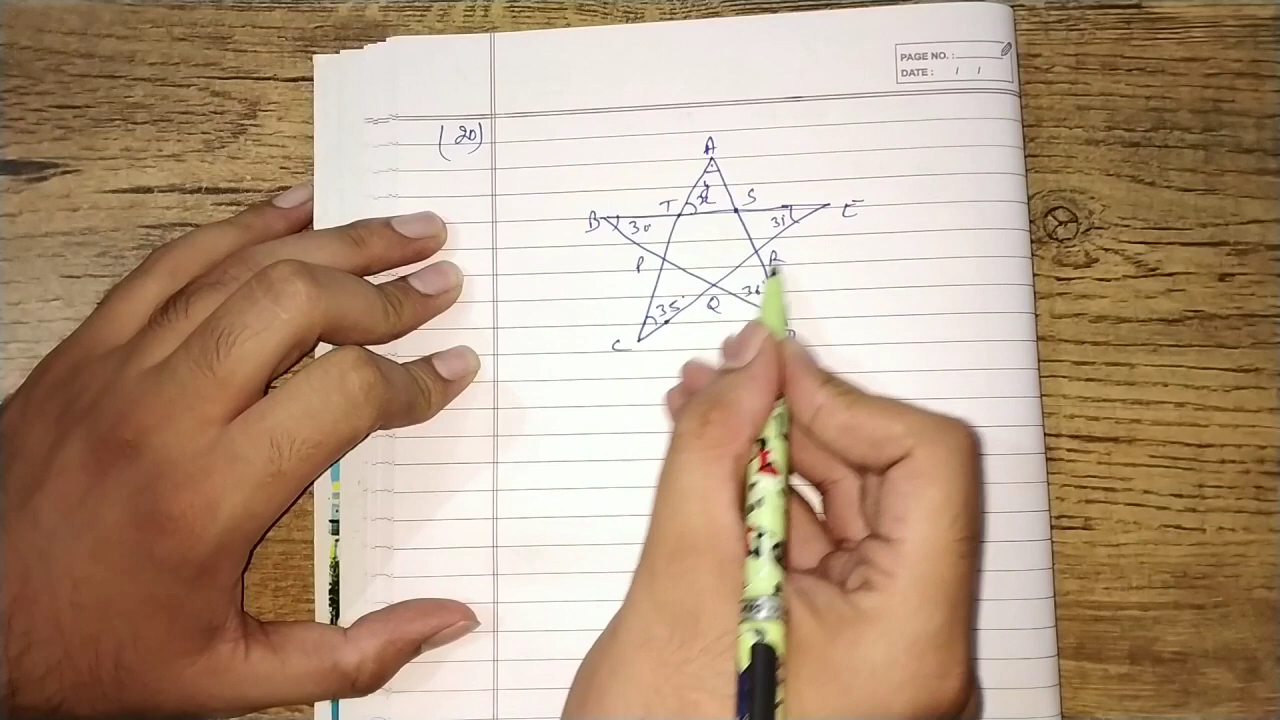 PAGE NO. :
DATE : / /
(20)
A
y
B 30 T x S 31 E
P R
35° Q 36°
C D